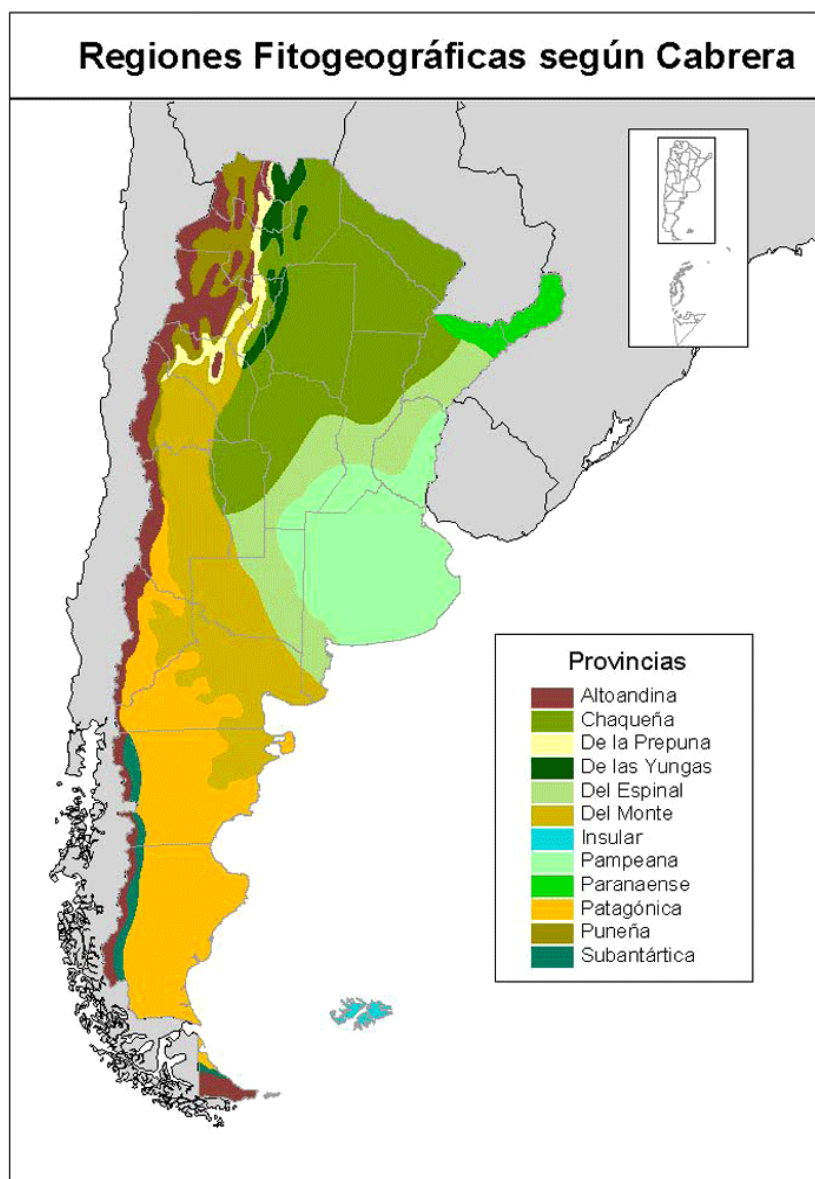 Regiones Fitogeográficas según Cabrera
Provincias
Altoandina
Chaqueña
De la Prepuna
De las Yungas
Del Espinal
Del Monte
Insular
Pampeana
Paranaense
Patagónica
Puneña
Subantártica